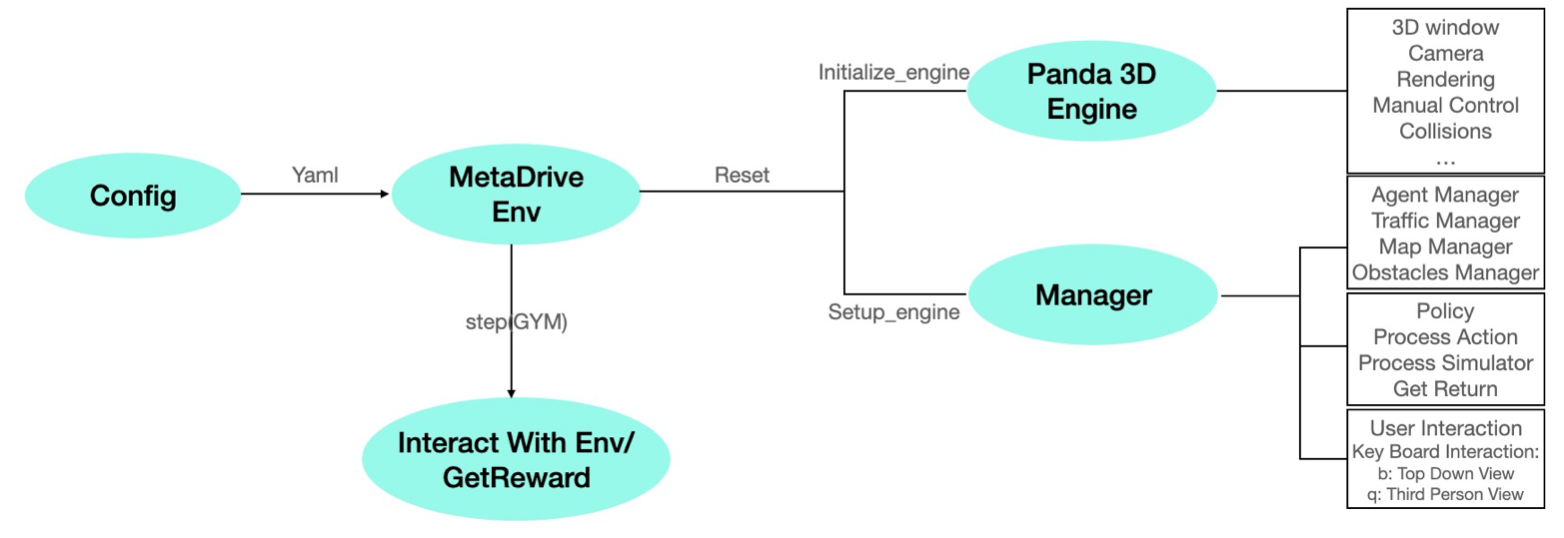 Config
Yaml
MetaDrive
Env
step(GYM)
Interact With Env/
GetReward
Reset
Initialize_engine
Panda 3D
Engine
3D window
Camera
Rendering
Manual Control
Collisions
...
Setup_engine
Manager
Agent Manager
Traffic Manager
Map Manager
Obstacles Manager
Policy
Process Action
Process Simulator
Get Return
User Interaction
Key Board Interaction:
b: Top Down View
q: Third Person View